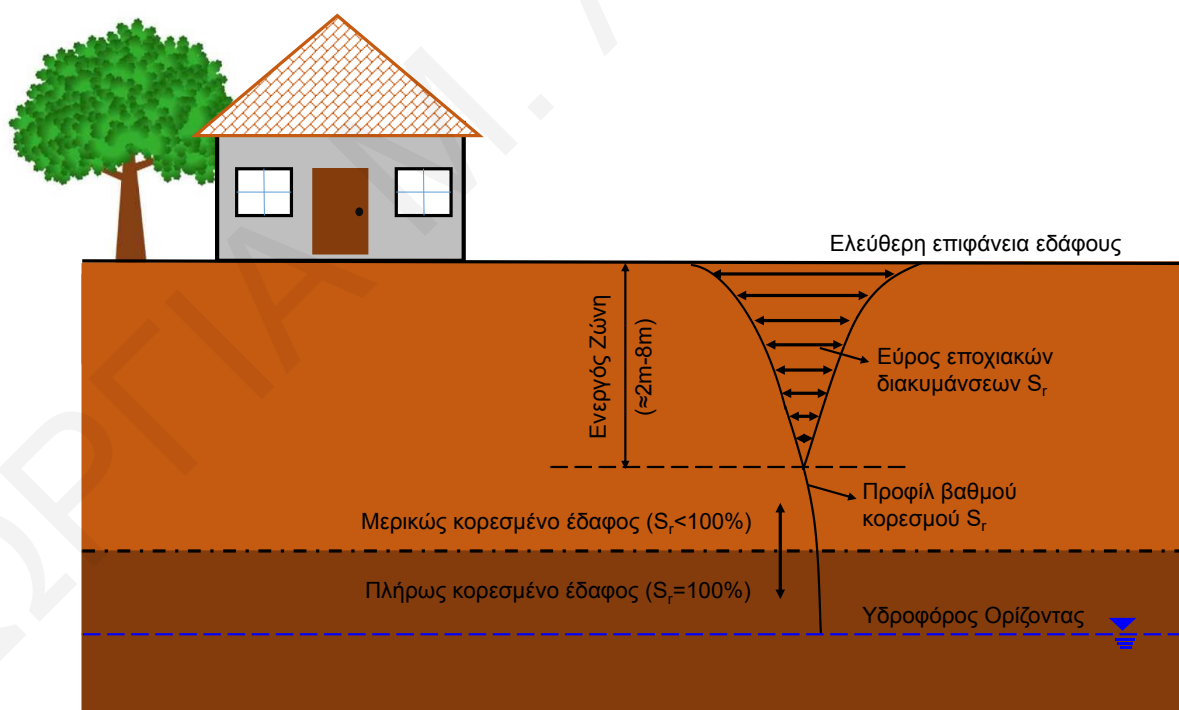 Ελεύθερη επιφάνεια εδάφους
Ενεργός Ζώνη
(≈2m-8m)
Εύρος εποχιακών
διακυμάνσεων Sr
Προφίλ βαθμού
κορεσμού Sr
Μερικώς κορεσμένο έδαφος (Sr<100%)
Πλήρως κορεσμένο έδαφος (Sr=100%)
Υδροφόρος Ορίζοντας